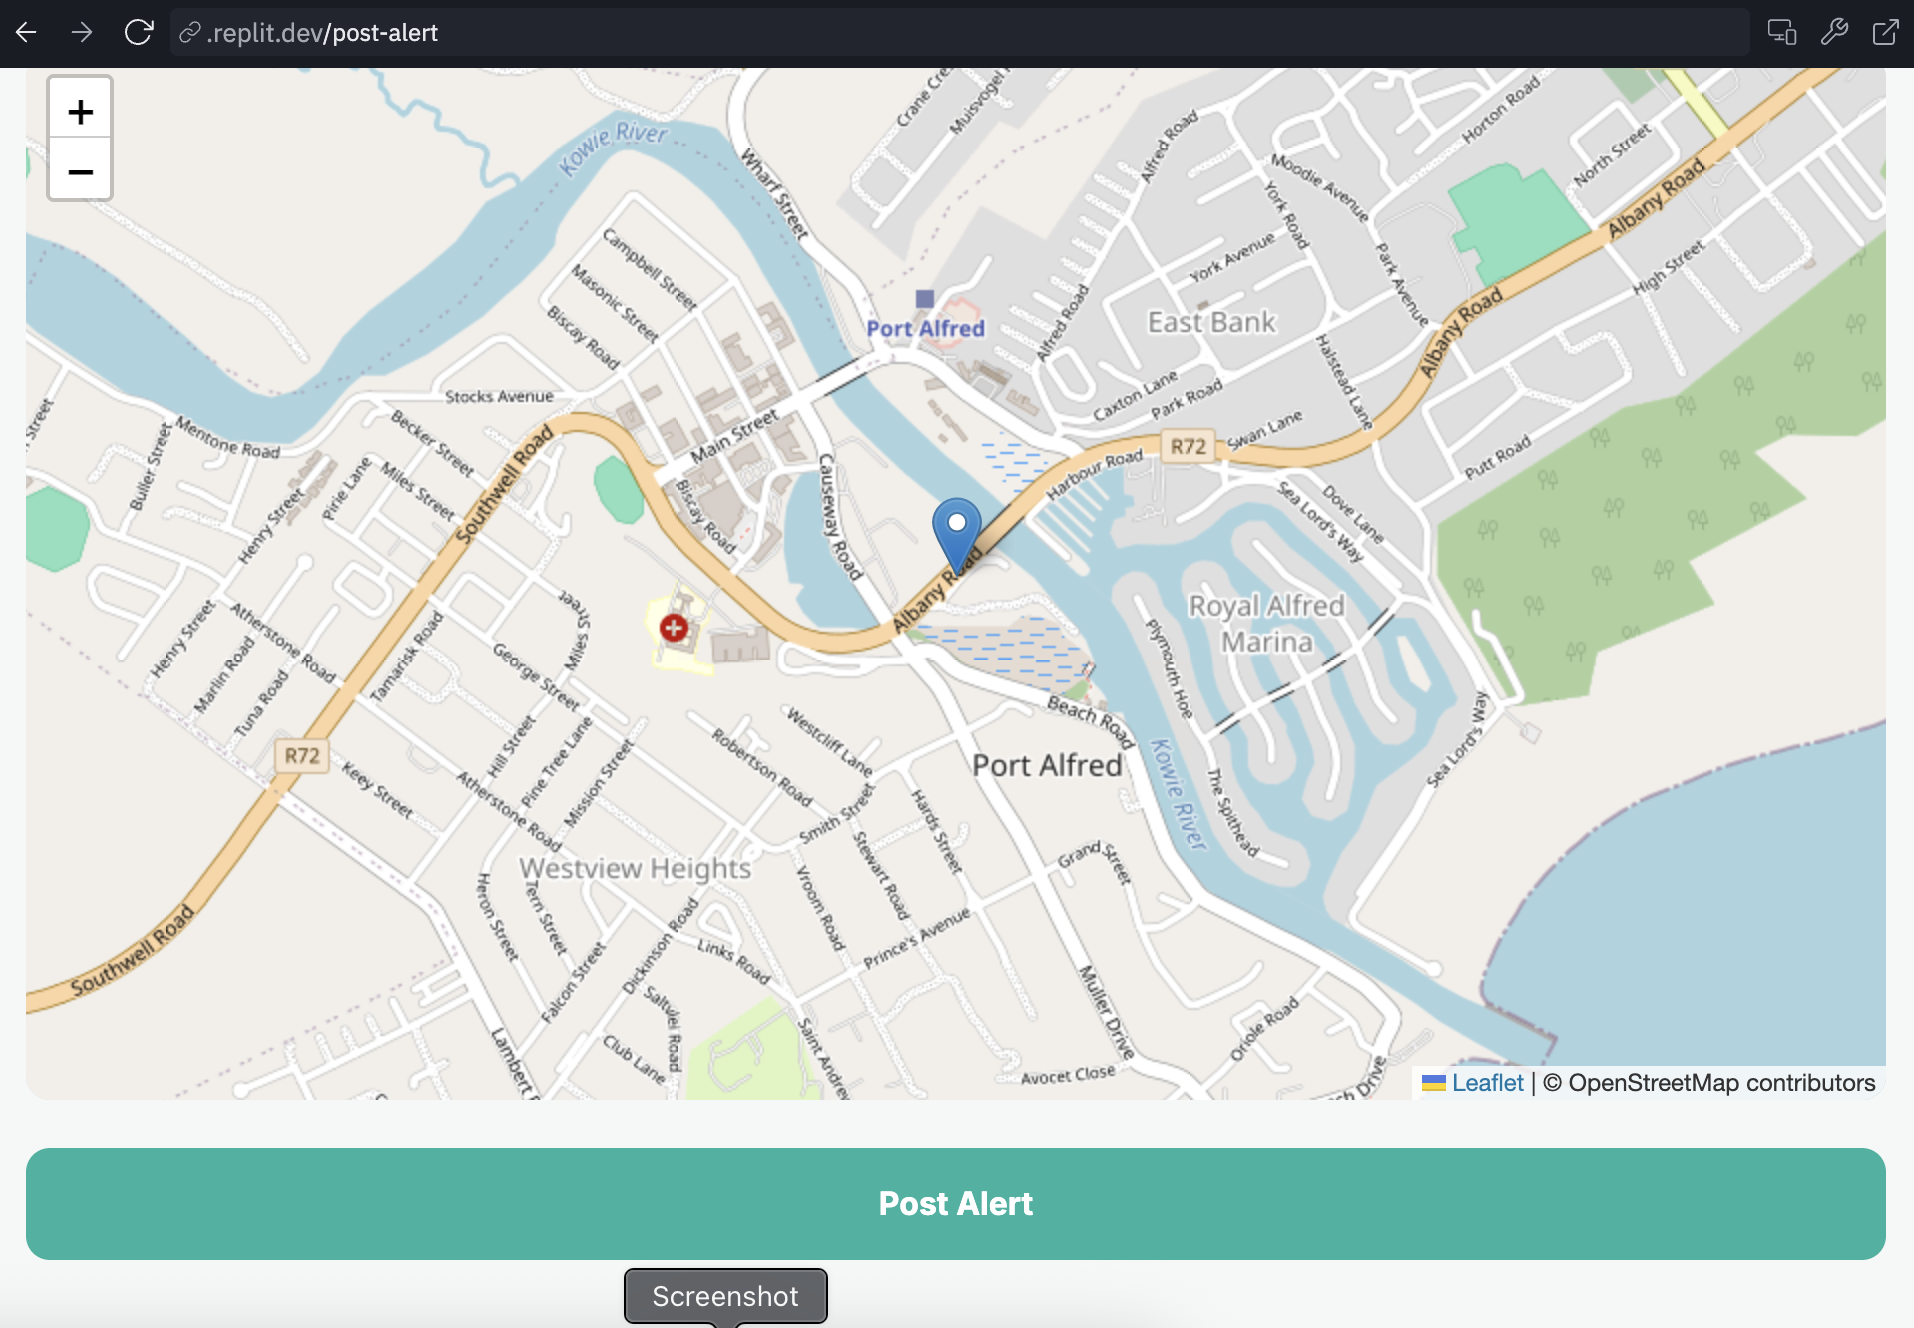 .replit.dev/post-alert
+
−
Kowie River
Wharf Street
Crane Cre
Muisvogel
Alfred Road
Horton Road
Moodie Avenue
North Street
York Road
Albany Road
Campbell Street
Masonic Street
Biscay Road
York Avenue
Park Avenue
High Street
Port Alfred
East Bank
Alfred Road
Albany Road
Halstead Lane
Stocks Avenue
Caxton Lane
Park Road
Street
Mentone Road
Becker Street
Main Street
Swan Lane
R72
Buller Street
Southwell Road
Causeway Road
Harbour Road
Putt Road
Pirie Lane
Miles Street
Henry Street
Biscay Road
Sea Lord's Way
Dove Lane
Albany Road
Miles Street
Royal Alfred
Marina
Henry Street
Atherstone Road
Marlin Road
Tuna Road
Tamarisk Road
George Street
Plymouth Hoe
Beach Road
Westcliff Lane
Robertson Road
Sea Lord's Way
R72
Hill Street
Pine Tree Lane
Mission Street
Port Alfred
Kowie River
Keey Street
Atherstone Road
Smith Street
Hards Street
The Spithead
Westview Heights
Stewart Road
Grand Street
Vroom Road
Heron Street
Tern Street
Southwell Road
Prince's Avenue
Dickinson Road
Links Road
Falcon Street
Saltvlei Road
Muller Drive
Oriole Road
Club Lane
Saint Andrew
Lambert
Avocet Close
Drive
Leaflet | © OpenStreetMap contributors
Post Alert
Screenshot